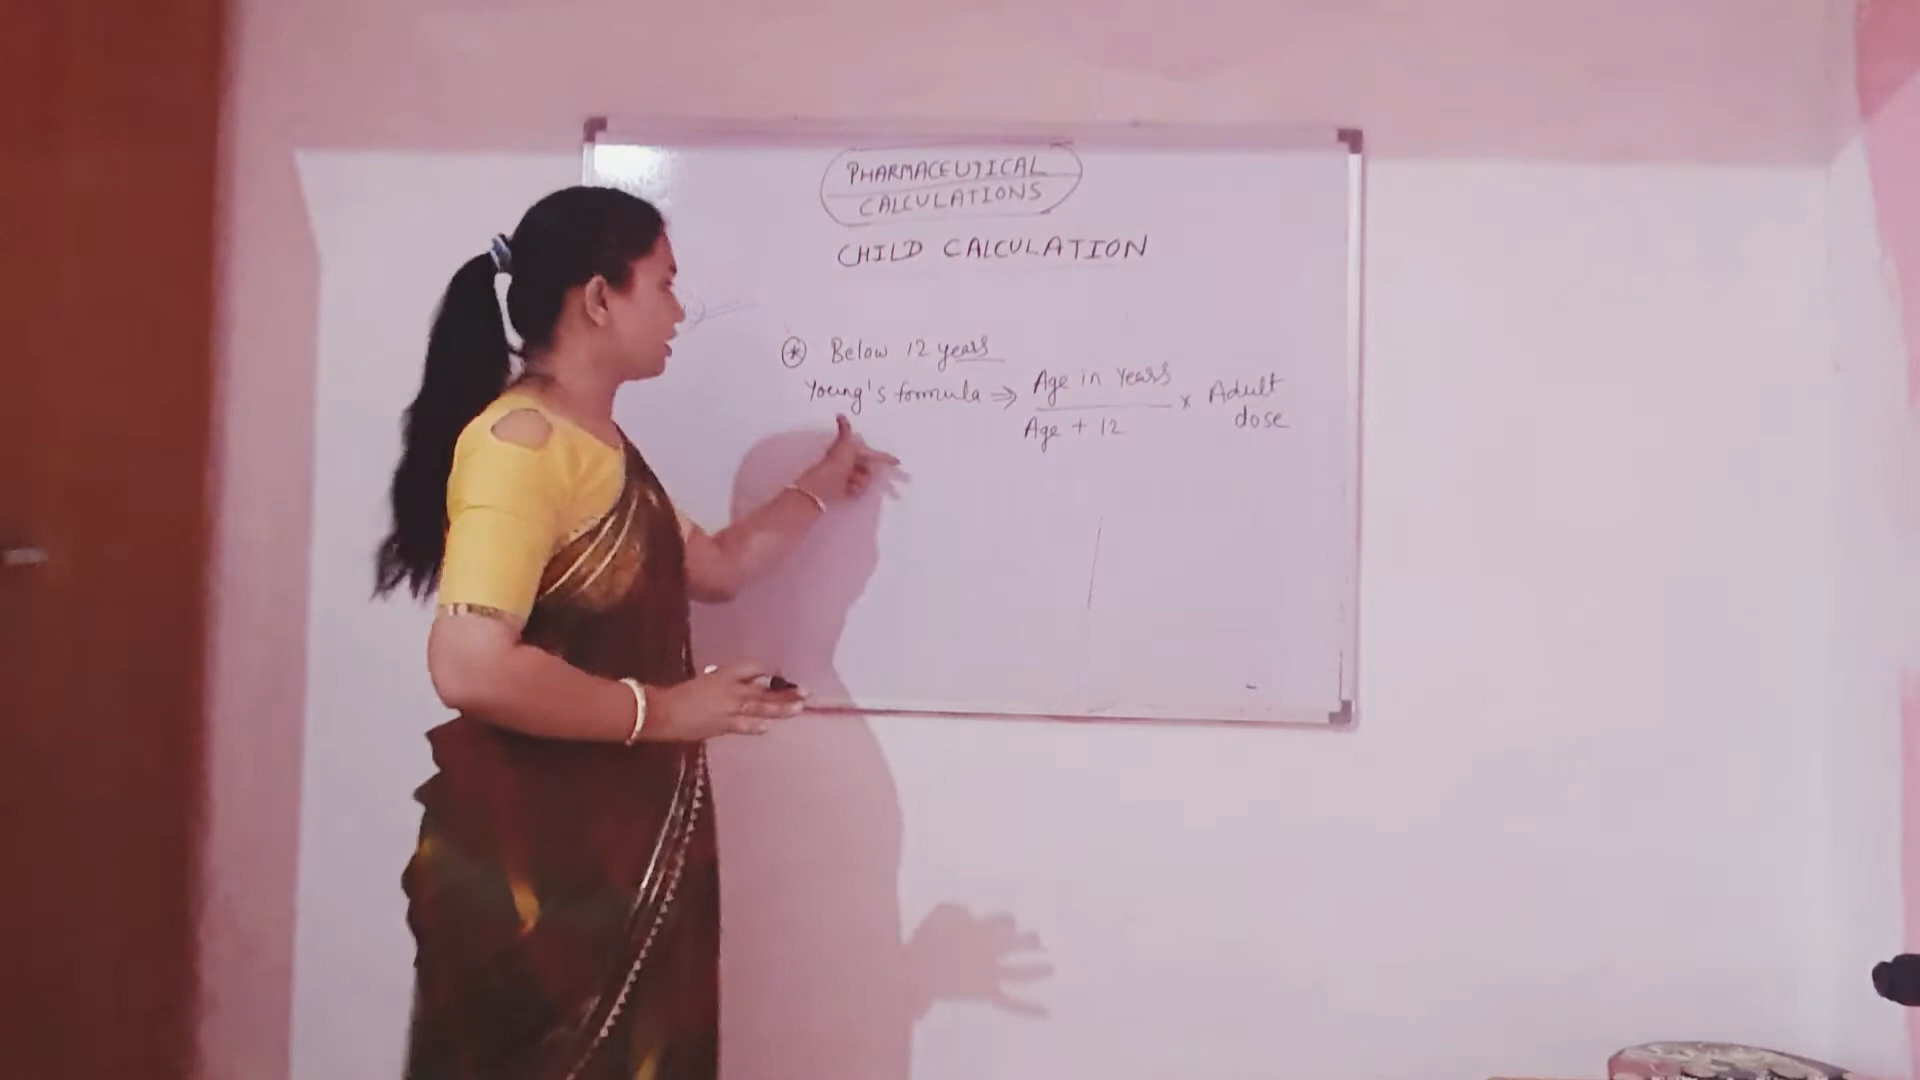 PHARMACEUTICAL
CALCULATIONS
CHILD CALCULATION
* Below 12 years
Young's formula ⇒ Age in Years / Age + 12 × Adult dose